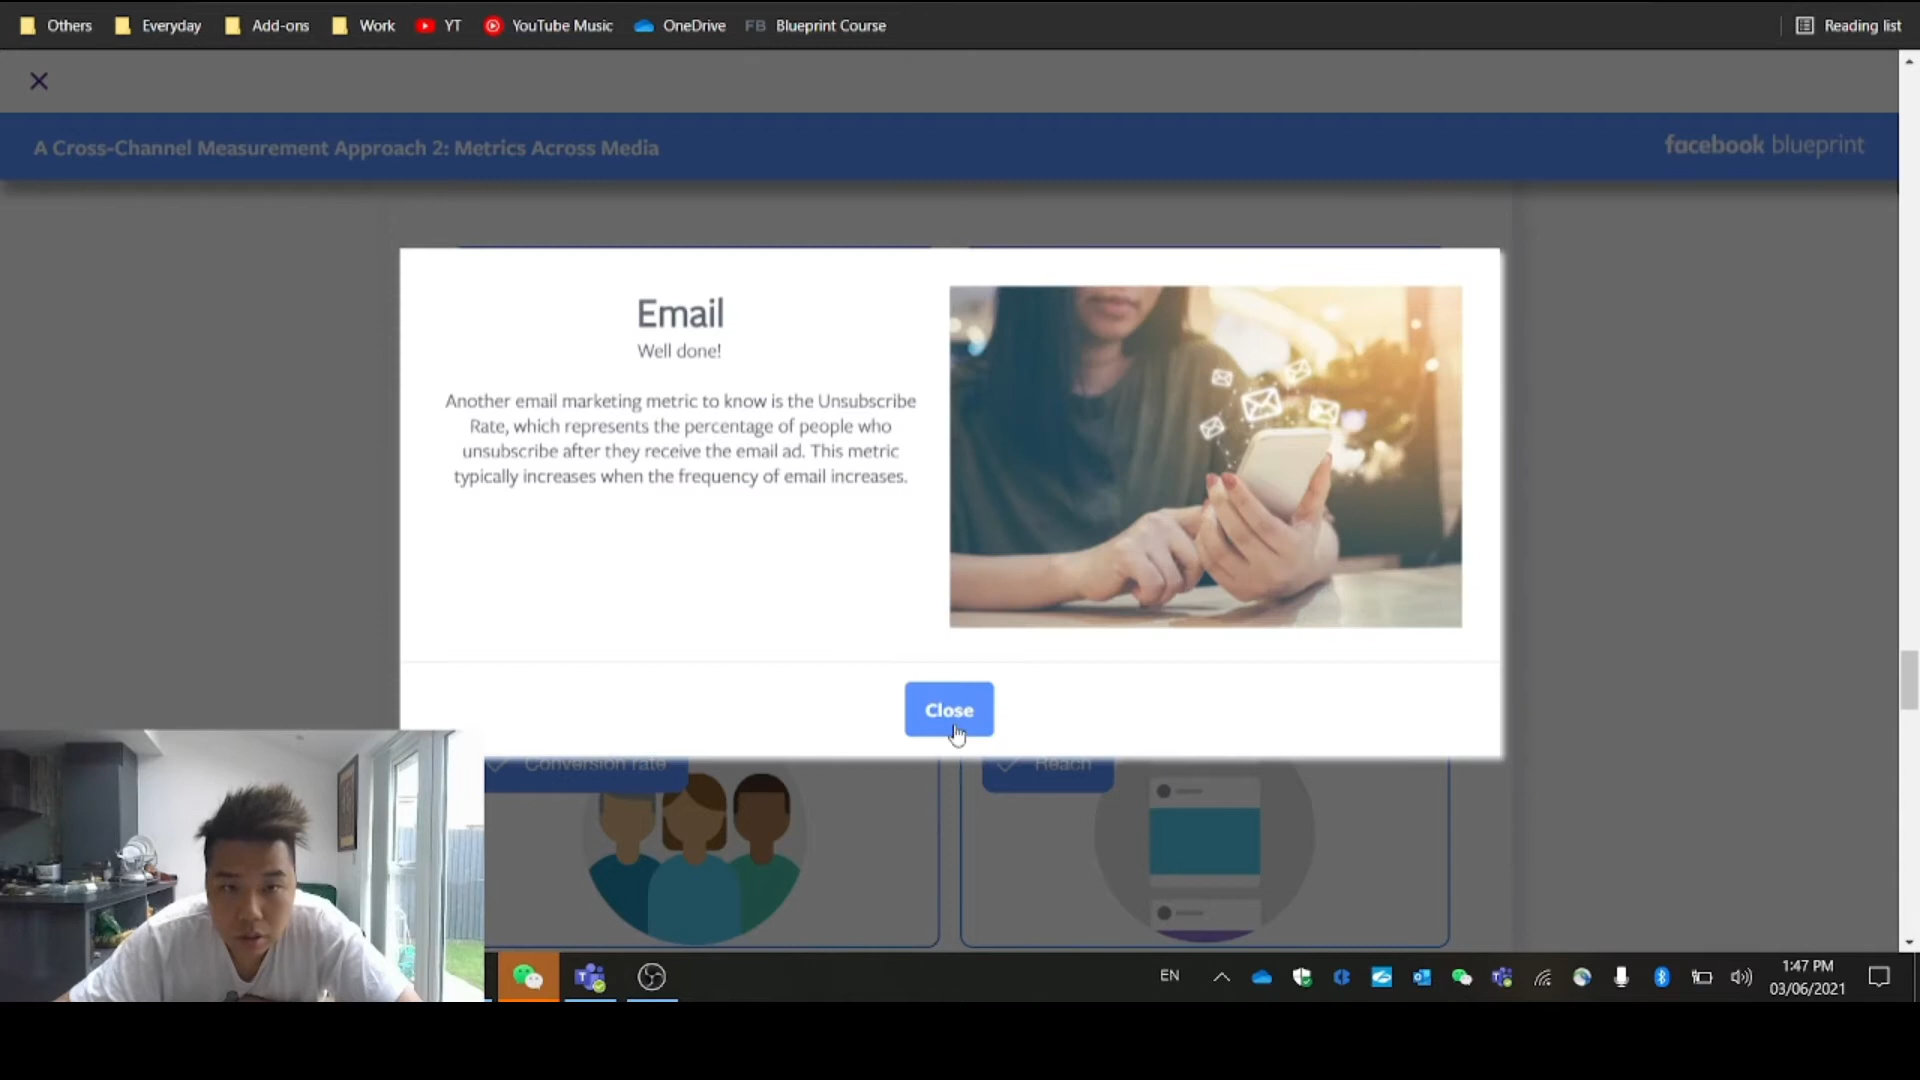 Others
Everyday
Add-ons
Work
YT
YouTube Music
OneDrive
FB Blueprint Course
Reading list
A Cross-Channel Measurement Approach 2: Metrics Across Media
facebook blueprint
Email
Well done!
Another email marketing metric to know is the Unsubscribe
Rate, which represents the percentage of people who
unsubscribe after they receive the email ad. This metric
typically increases when the frequency of email increases.
Close
Conversion rate
Reach
EN
1:47 PM
03/06/2021